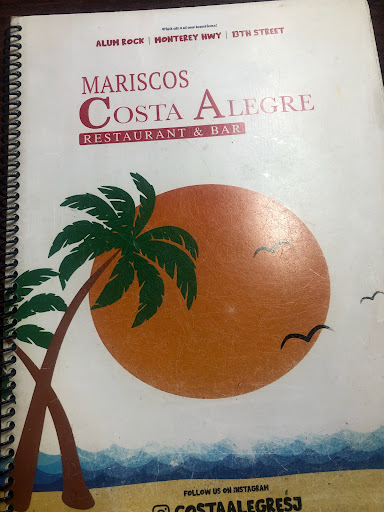 ALUM ROCK | MONTEREY HWY | 13TH STREET
MARISCOS
COSTA ALEGRE
RESTAURANT & BAR
FOLLOW US ON INSTAGRAM
COSTAALEGRESJ